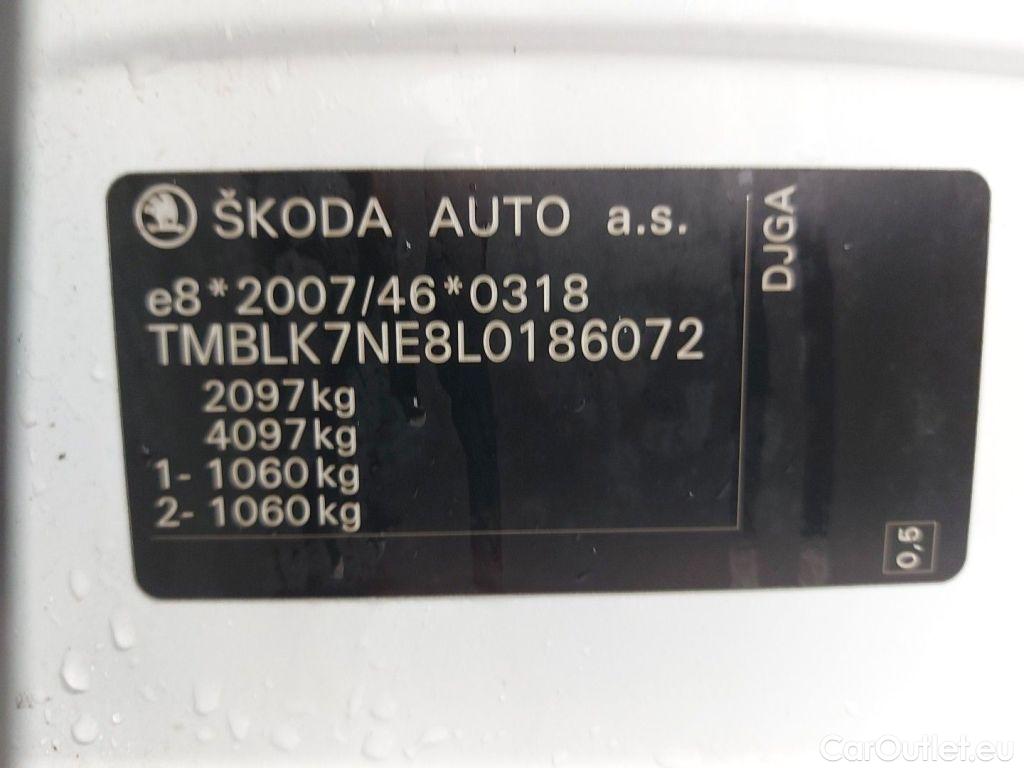 ŠKODA AUTO a.s.
e8*2007/46*0318
TMBLK7NE8L0186072
2097kg
4097kg
1- 1060kg
2- 1060kg
DJGA
0,5
CarOutlet.eu